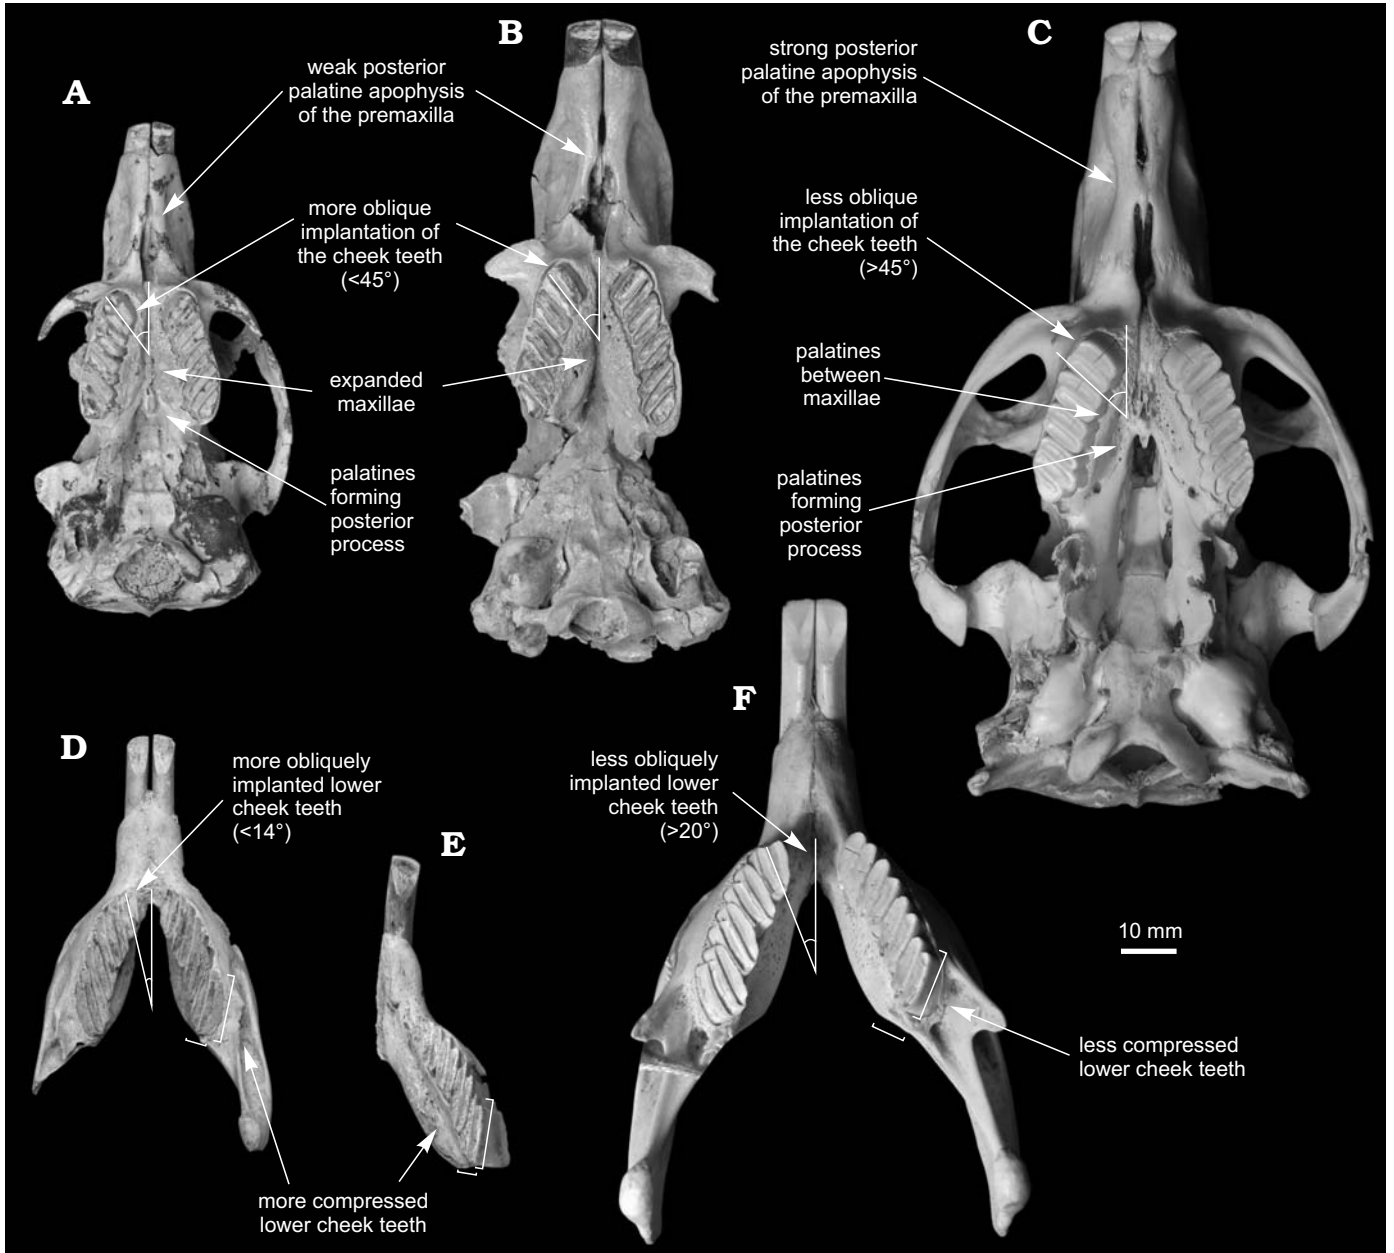 A
B
C
weak posterior
palatine apophysis
of the premaxilla
strong posterior
palatine apophysis
of the premaxilla
more oblique
implantation of
the cheek teeth
(<45°)
less oblique
implantation of
the cheek teeth
(>45°)
expanded
maxillae
palatines
between
maxillae
palatines
forming
posterior
process
palatines
forming
posterior
process
D
more obliquely
implanted lower
cheek teeth
(<14°)
E
F
less obliquely
implanted lower
cheek teeth
(>20°)
10 mm
less compressed
lower cheek teeth
more compressed
lower cheek teeth